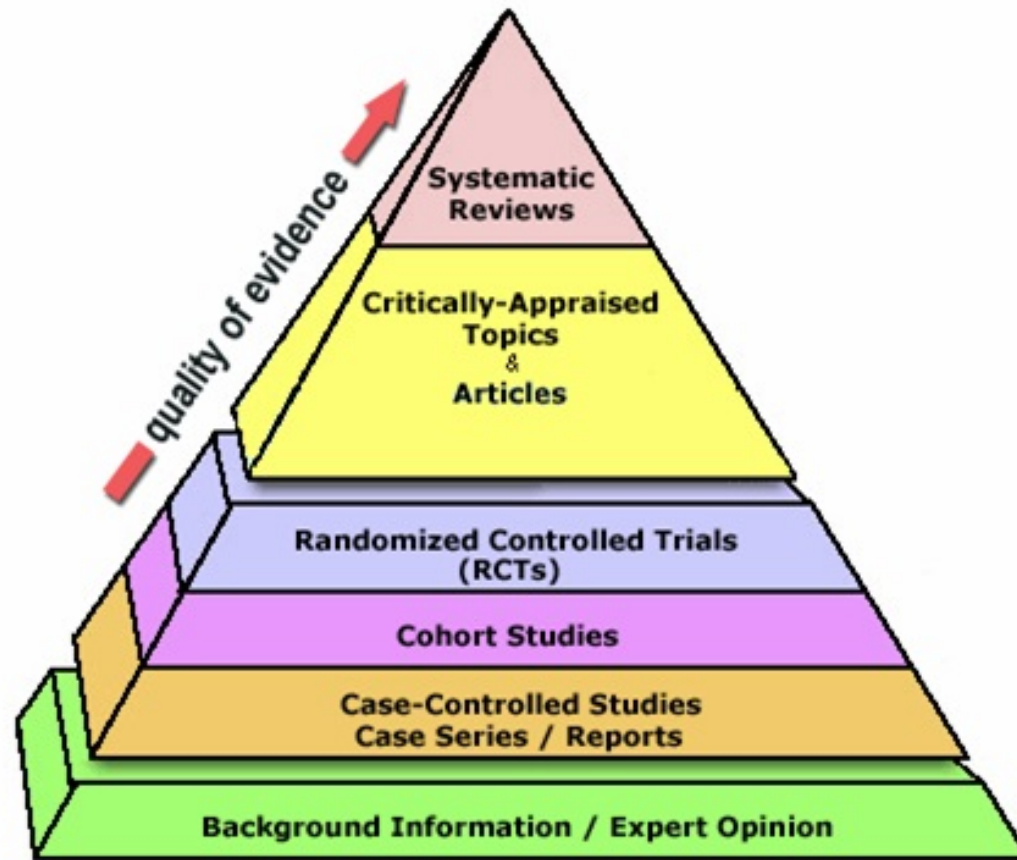 quality of evidence
Systematic
Reviews
Critically-Appraised
Topics
&
Articles
Randomized Controlled Trials
(RCTs)
Cohort Studies
Case-Controlled Studies
Case Series / Reports
Background Information / Expert Opinion